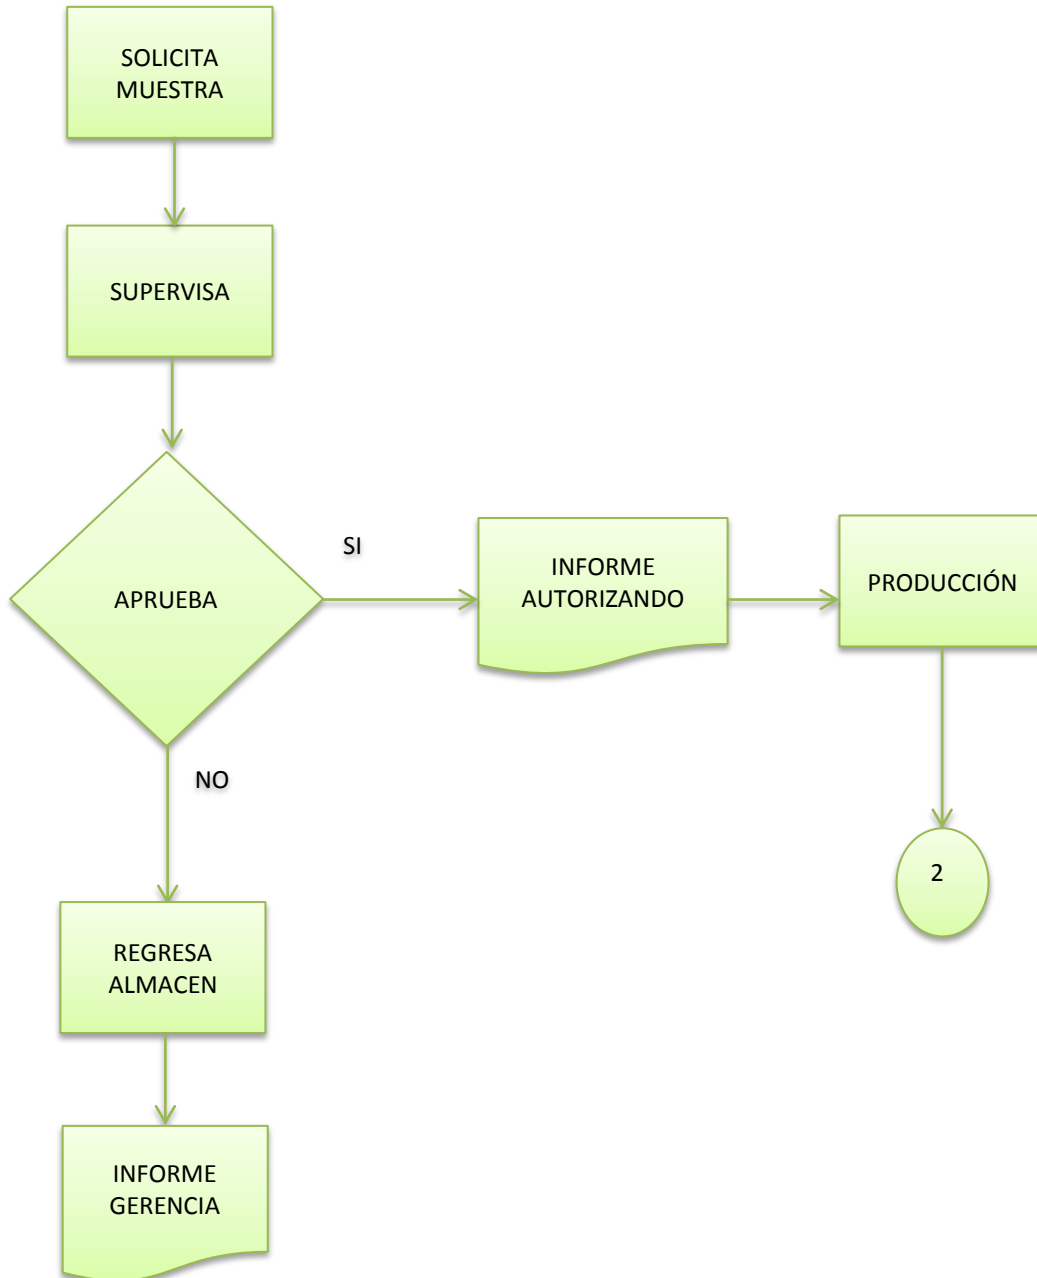 SOLICITA
MUESTRA
SUPERVISA
APRUEBA
SI
INFORME
AUTORIZANDO
PRODUCCIÓN
NO
2
REGRESA
ALMACEN
INFORME
GERENCIA